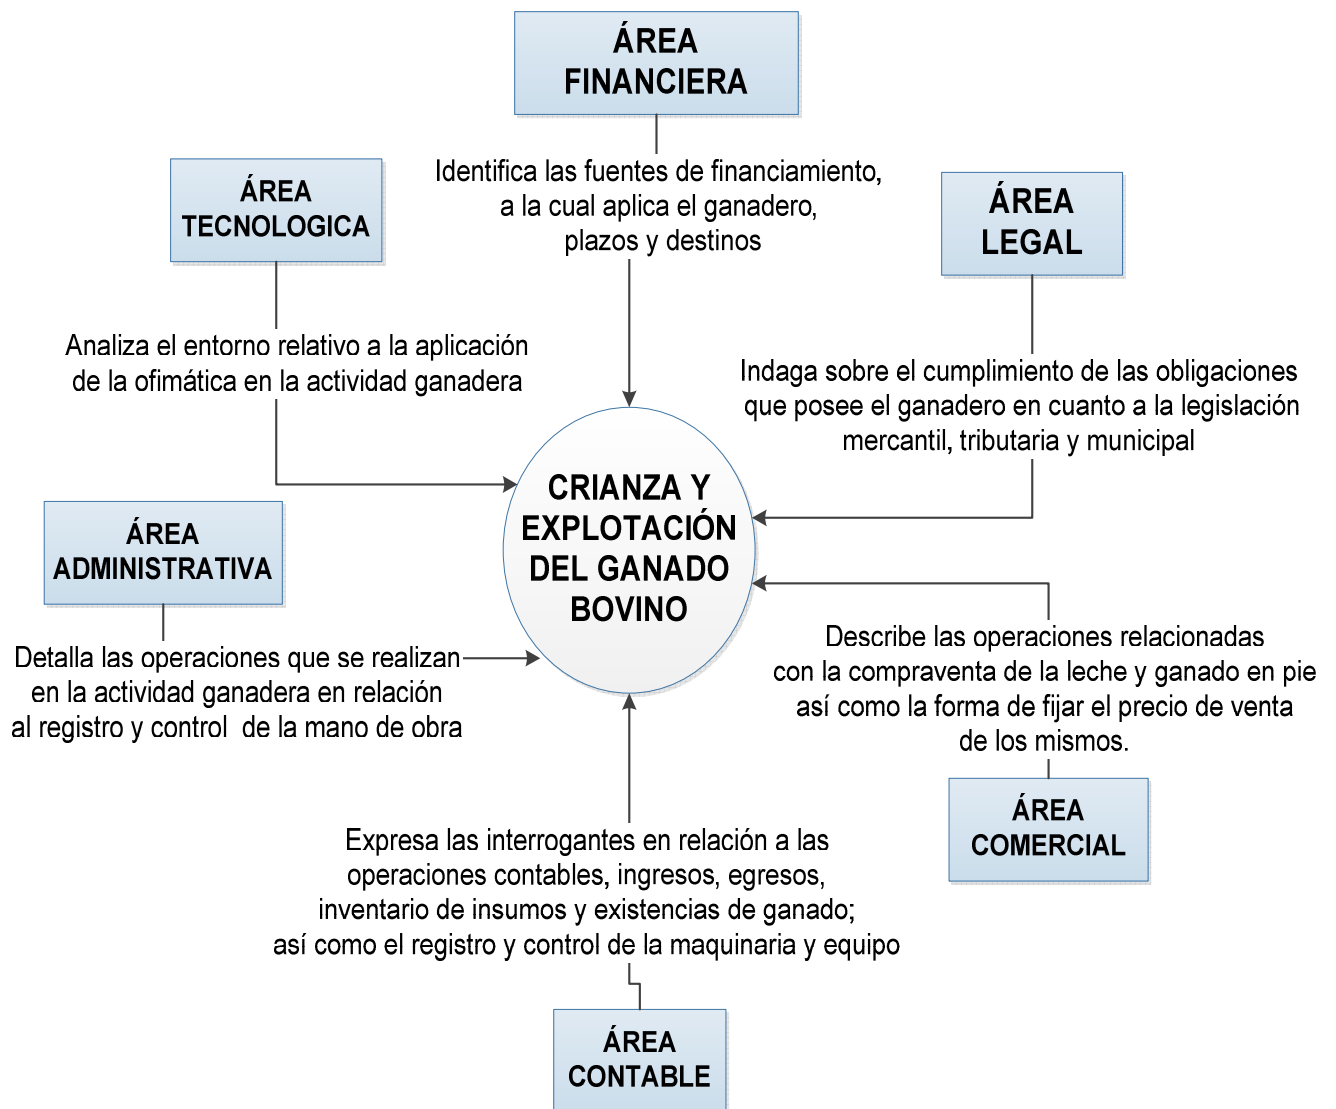 ÁREA
FINANCIERA
Identifica las fuentes de financiamiento,
a la cual aplica el ganadero,
plazos y destinos
ÁREA
TECNOLOGICA
Analiza el entorno relativo a la aplicación
de la ofimática en la actividad ganadera
ÁREA
LEGAL
Indaga sobre el cumplimiento de las obligaciones
que posee el ganadero en cuanto a la legislación
mercantil, tributaria y municipal
CRIANZA Y
EXPLOTACIÓN
DEL GANADO
BOVINO
ÁREA
ADMINISTRATIVA
Detalla las operaciones que se realizan
en la actividad ganadera en relación
al registro y control de la mano de obra
Describe las operaciones relacionadas
con la compraventa de la leche y ganado en pie
así como la forma de fijar el precio de venta
de los mismos.
ÁREA
COMERCIAL
Expresa las interrogantes en relación a las
operaciones contables, ingresos, egresos,
inventario de insumos y existencias de ganado;
así como el registro y control de la maquinaria y equipo
ÁREA
CONTABLE